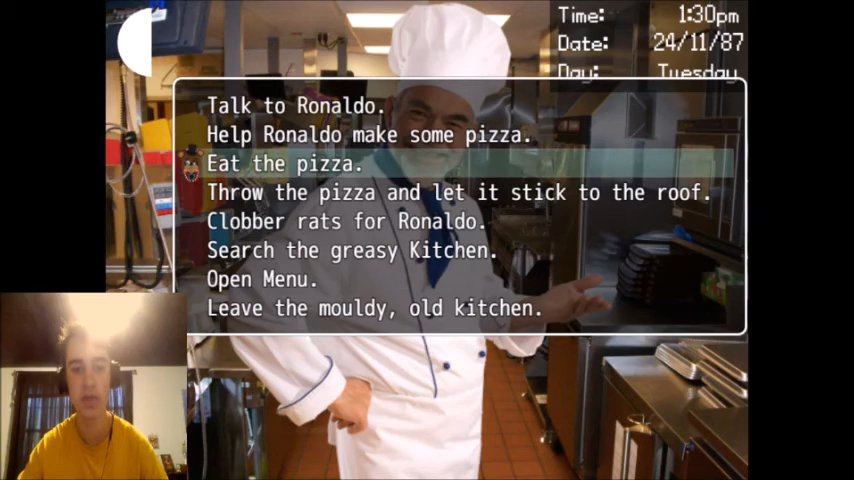 Time: 1:30pm
Date: 24/11/87
Day: Tuesday
Talk to Ronaldo.
Help Ronaldo make some pizza.
Eat the pizza.
Throw the pizza and let it stick to the roof.
Clobber rats for Ronaldo.
Search the greasy Kitchen.
Open Menu.
Leave the mouldy, old kitchen.